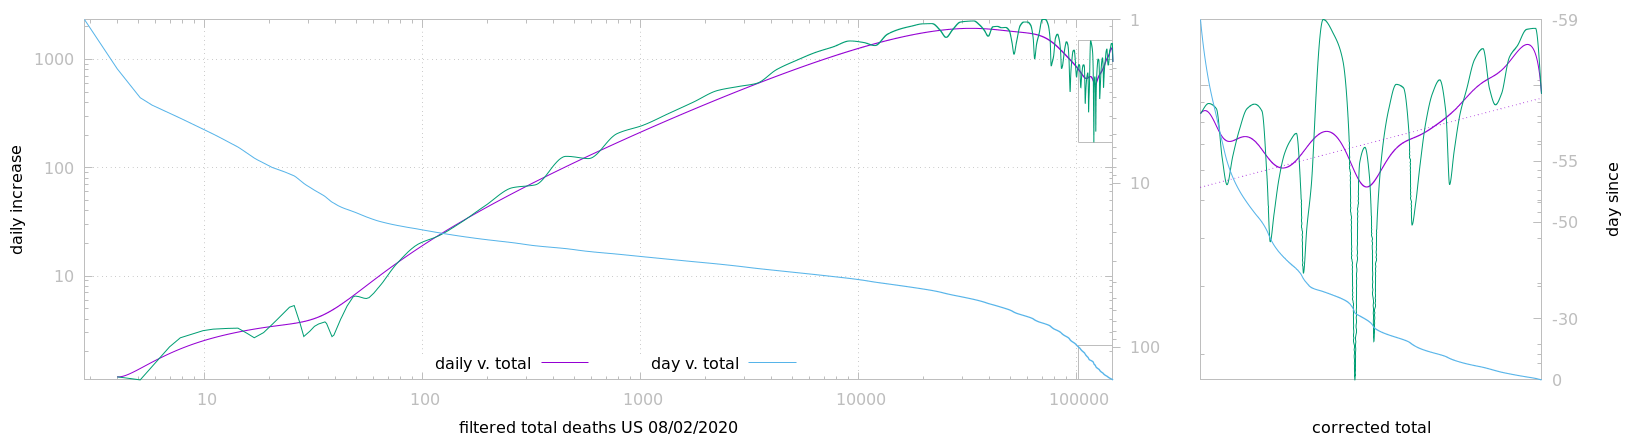 1000
100
10
daily increase
daily v. total
day v. total
10
100
1000
10000
100000
filtered total deaths US 08/02/2020
1
10
100
-59
-55
-50
-30
0
day since
corrected total